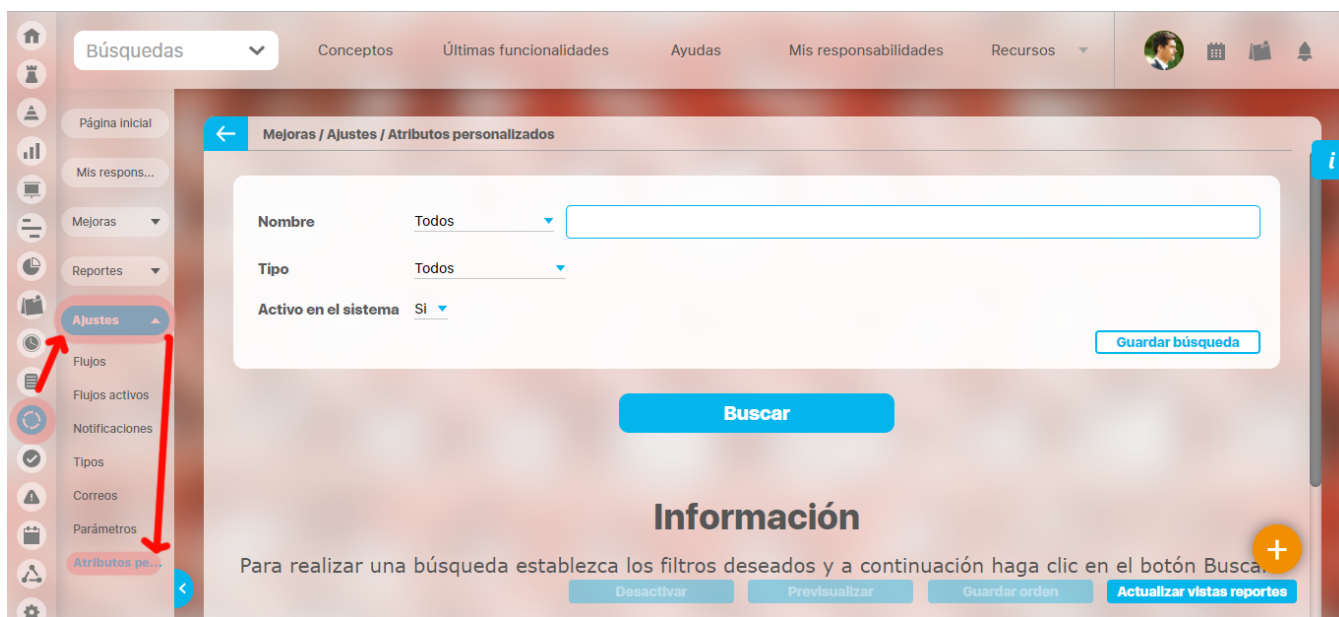 Búsquedas
Conceptos
Últimas funcionalidades
Ayudas
Mis responsabilidades
Recursos
Página inicial
Mis respons...
Mejoras
Reportes
Ajustes
Flujos
Flujos activos
Notificaciones
Tipos
Correos
Parámetros
Atributos pe...
Mejoras / Ajustes / Atributos personalizados
i
Nombre Todos
Tipo Todos
Activo en el sistema Si
Guardar búsqueda
Buscar
Información
Para realizar una búsqueda establezca los filtros deseados y a continuación haga clic en el botón Busca
Desactivar
Previsualizar
Guardar orden
Actualizar vistas reportes